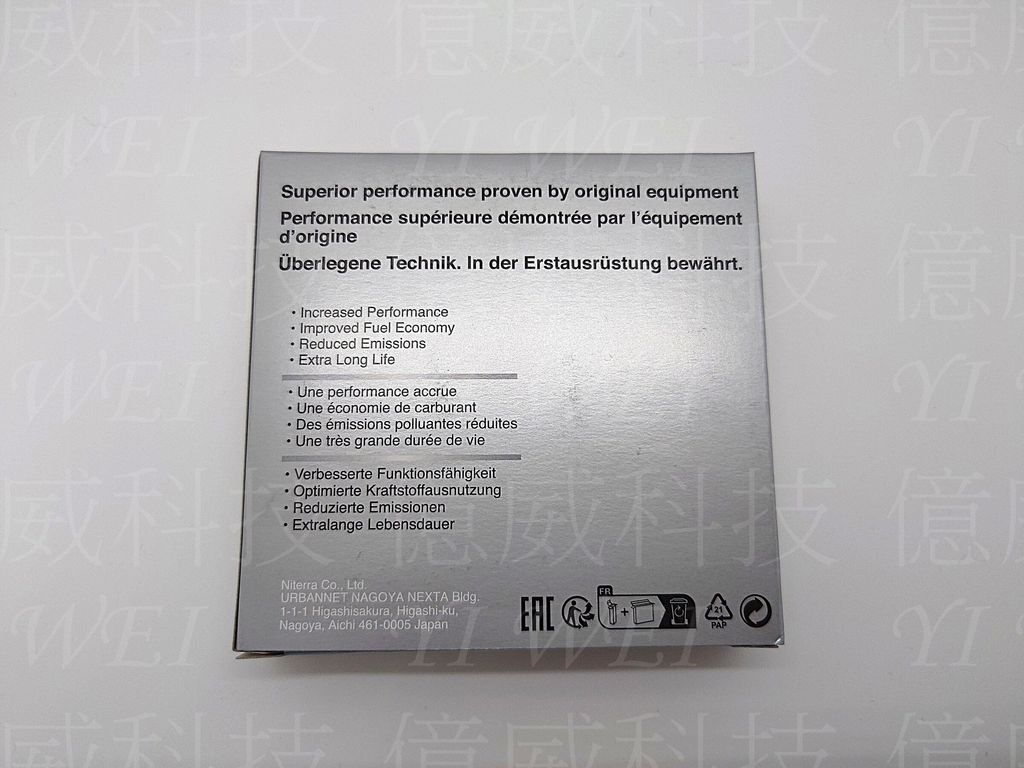 Superior performance proven by original equipment
Performance supérieure démontrée par l'équipement
d'origine
Überlegene Technik. In der Erstausrüstung bewährt.
• Increased Performance
• Improved Fuel Economy
• Reduced Emissions
• Extra Long Life
• Une performance accrue
• Une économie de carburant
• Des émissions polluantes réduites
• Une très grande durée de vie
• Verbesserte Funktionsfähigkeit
• Optimierte Kraftstoffausnutzung
• Reduzierte Emissionen
• Extralange Lebensdauer
Niterra Co., Ltd.
URBANNET NAGOYA NEXTA Bldg.
1-1-1 Higashisakura, Higashi-ku,
Nagoya, Aichi 461-0005 Japan
EAC
FR
+
21
PAP
億威科技
YI WEI